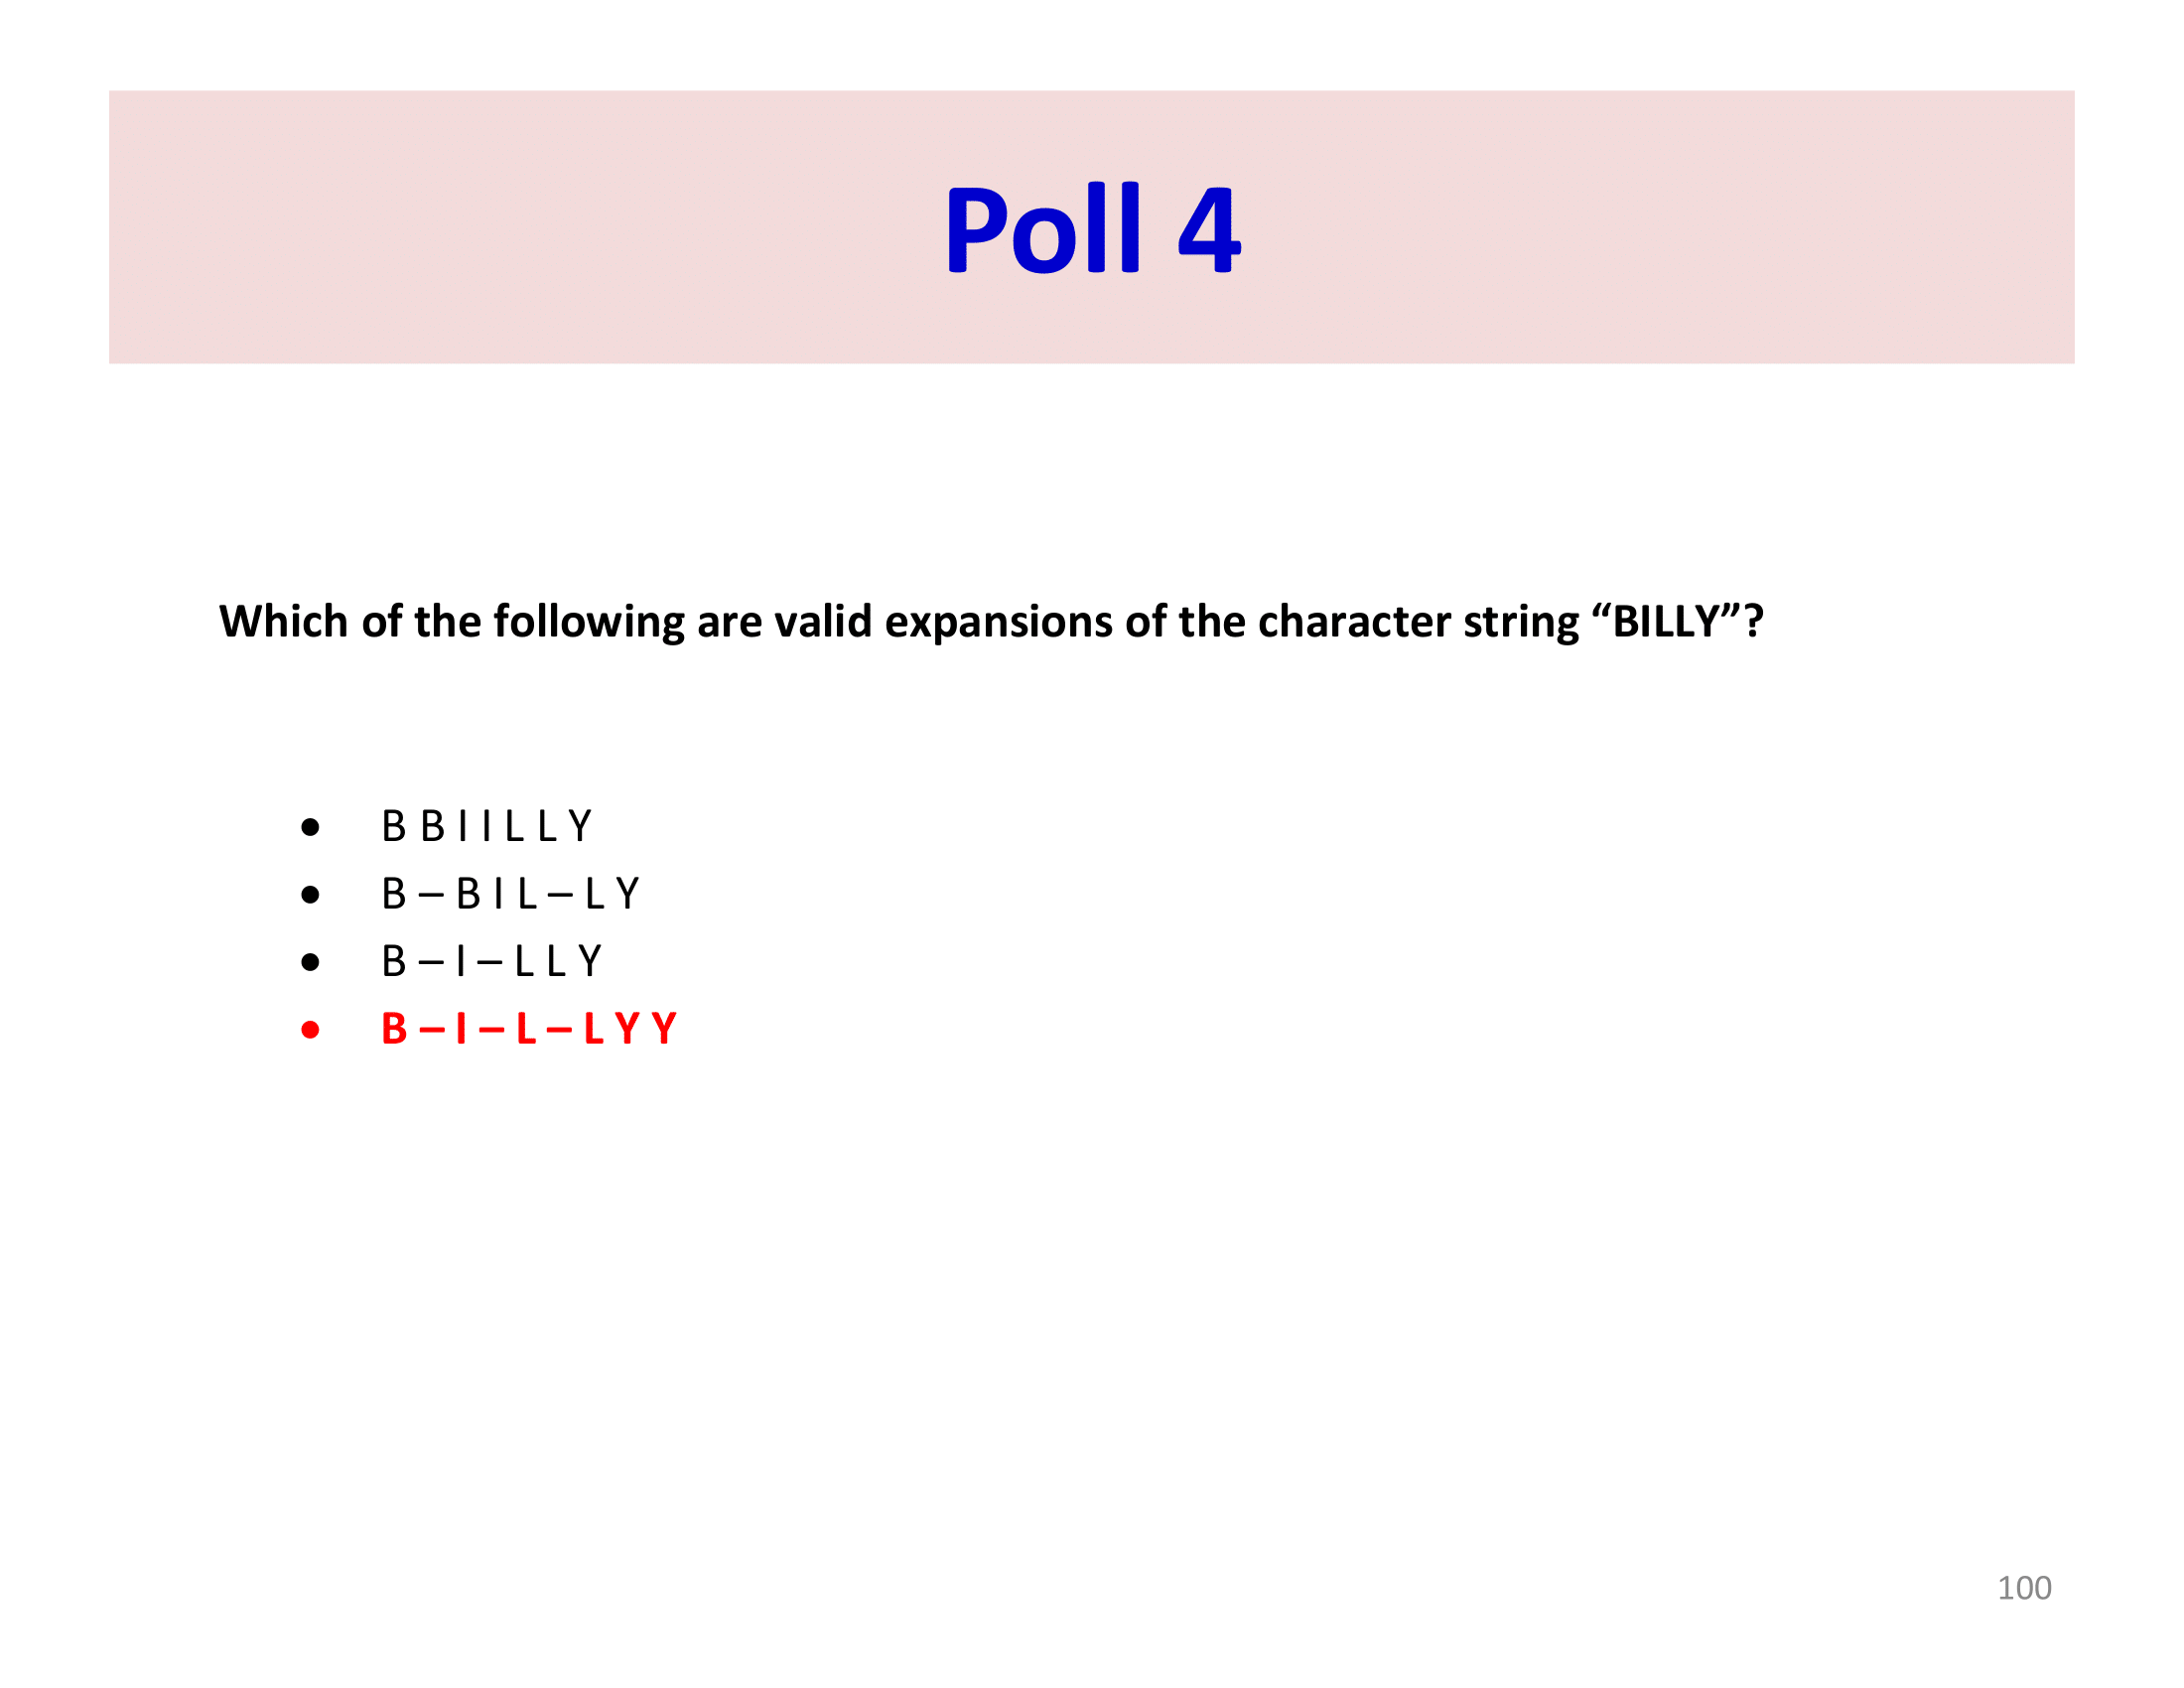 Poll 4
Which of the following are valid expansions of the character string “BILLY”?
• B B I I L L Y
• B – B I L – L Y
• B – I – L L Y
• B – I – L – L Y Y
100